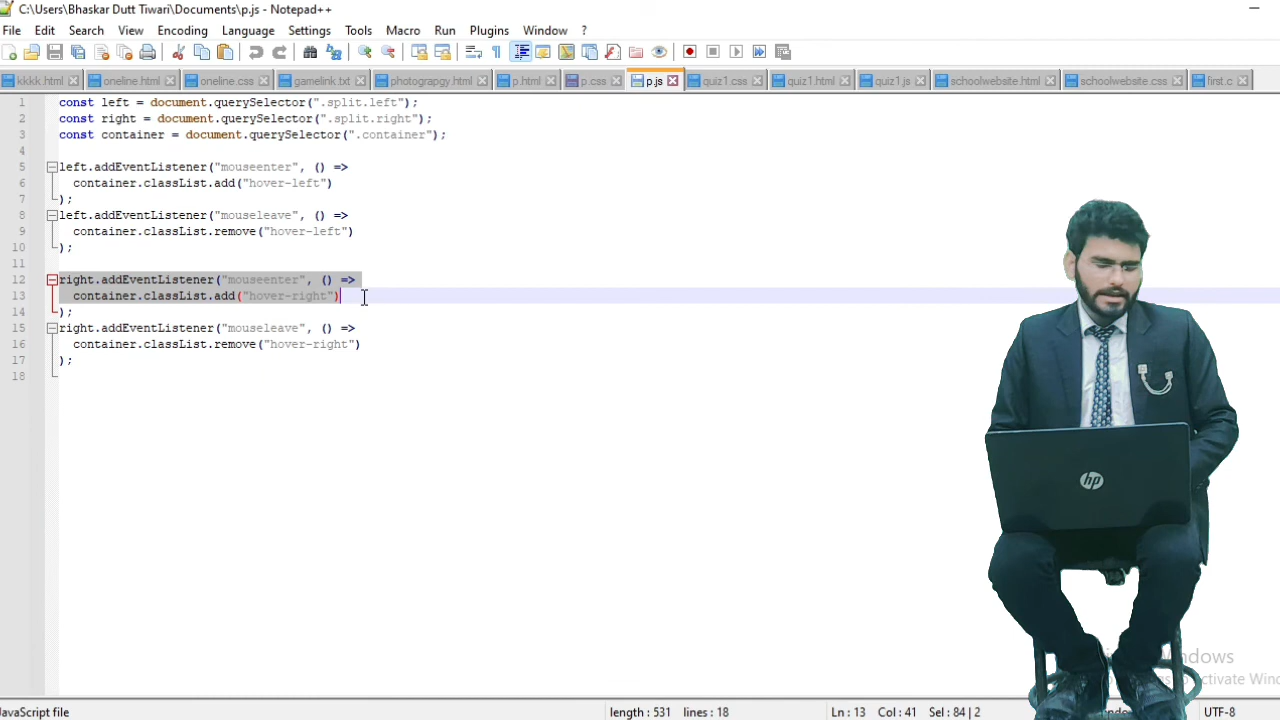 C:\Users\Bhaskar Dutt Tiwari\Documents\p.js - Notepad++
File Edit Search View Encoding Language Settings Tools Macro Run Plugins Window ?
kkkk.html oneline.html oneline.css gamelink.txt photograpgy.html p.html p.css p.js quiz1.css quiz1.html quiz1.js schoolwebsite.html schoolwebsite.css first.c
1 const left = document.querySelector(".split.left");
2 const right = document.querySelector(".split.right");
3 const container = document.querySelector(".container");
4
5 left.addEventListener("mouseenter", () =>
6 container.classList.add("hover-left")
7 );
8 left.addEventListener("mouseleave", () =>
9 container.classList.remove("hover-left")
10 );
11
12 right.addEventListener("mouseenter", () =>
13 container.classList.add("hover-right")
14 );
15 right.addEventListener("mouseleave", () =>
16 container.classList.remove("hover-right")
17 );
18
hp
ndows
ctivate Wind
JavaScript file length : 531 lines : 18 Ln : 13 Col : 41 Sel : 84 | 2 UTF-8